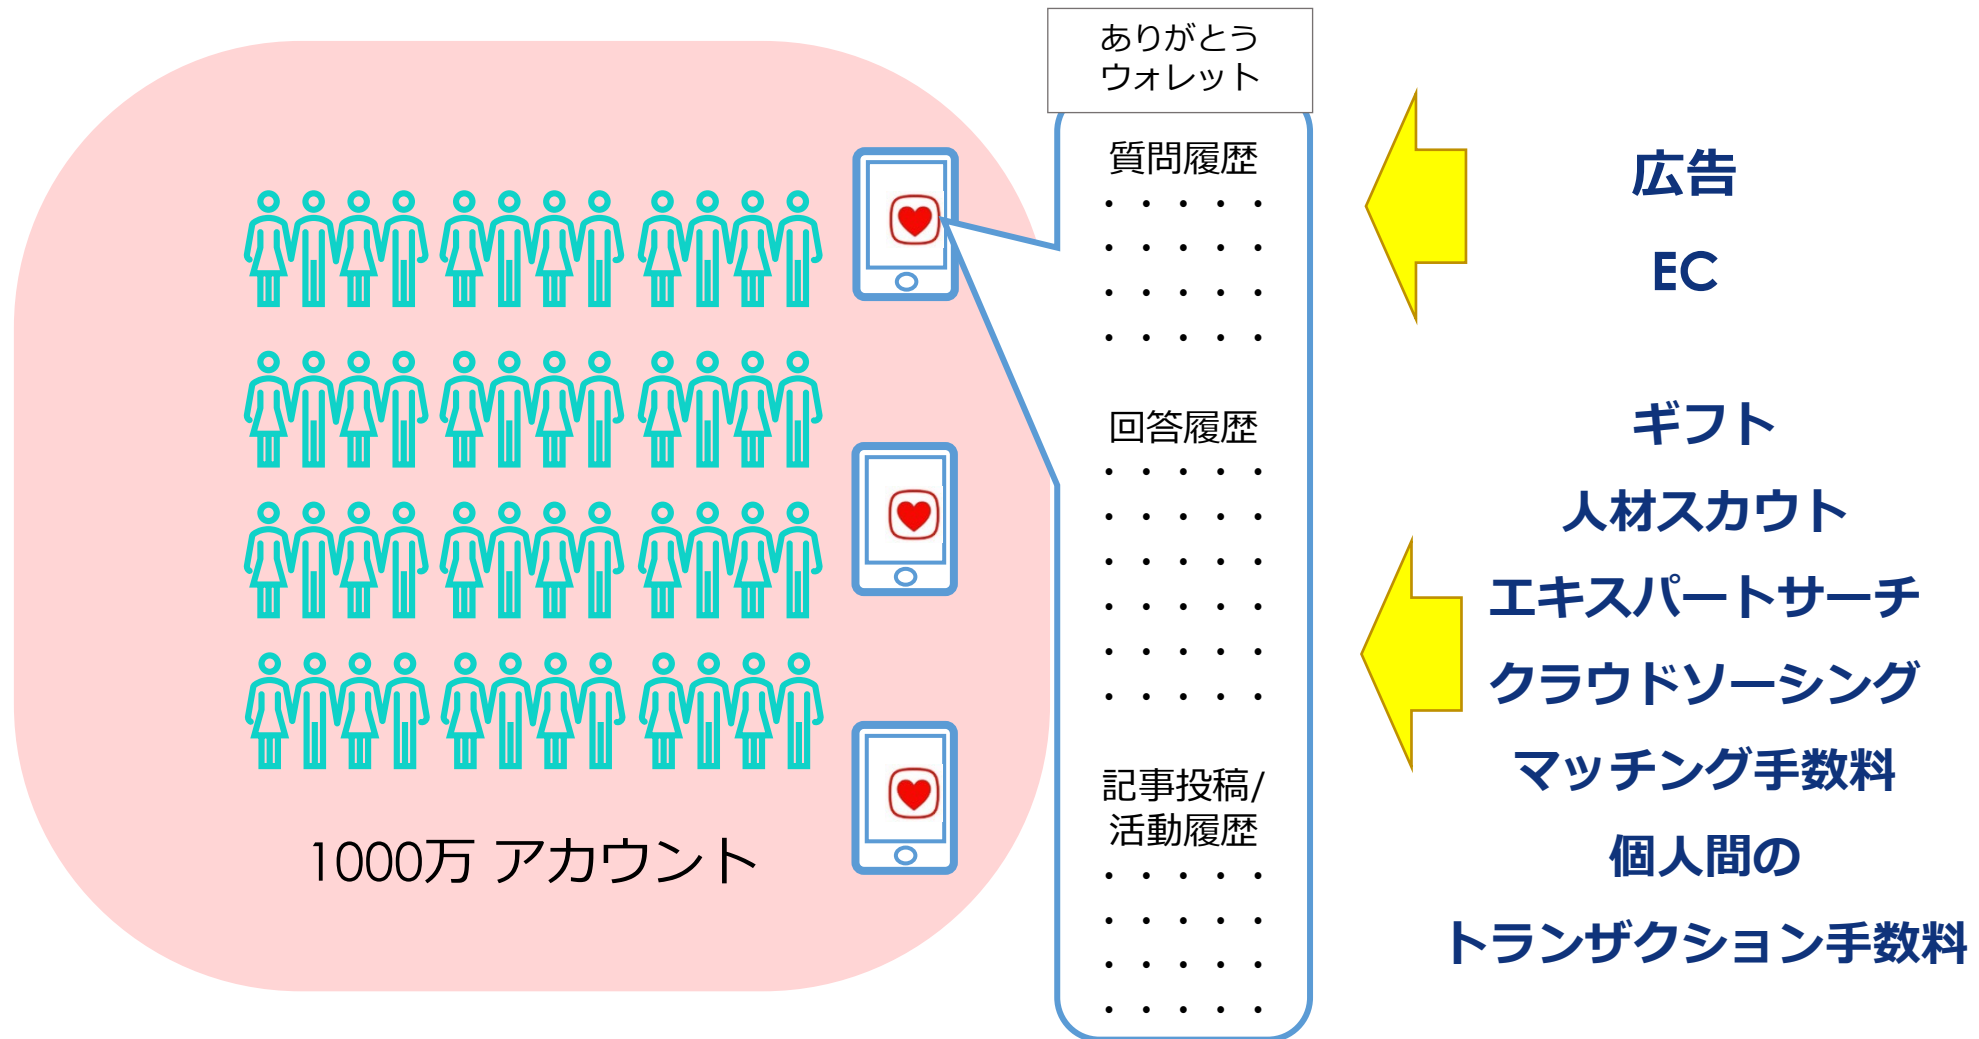 ありがとう
ウォレット
質問履歴
・・・・・
・・・・・
・・・・・
・・・・・
回答履歴
・・・・・
・・・・・
・・・・・
・・・・・
・・・・・
・・・・・
記事投稿/
活動履歴
・・・・・
・・・・・
・・・・・
・・・・・
1000万 アカウント
広告
EC
ギフト
人材スカウト
エキスパートサーチ
クラウドソーシング
マッチング手数料
個人間の
トランザクション手数料